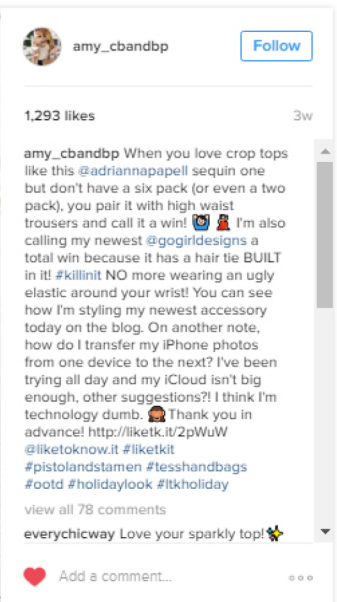 amy_cbandbp
Follow
1,293 likes
3w
amy_cbandbp When you love crop tops
like this @adriannapapell sequin one
but don't have a six pack (or even a two
pack), you pair it with high waist
trousers and call it a win! 🙆 💃 I'm also
calling my newest @gogirldesigns a
total win because it has a hair tie BUILT
in it! #killinit NO more wearing an ugly
elastic around your wrist! You can see
how I'm styling my newest accessory
today on the blog. On another note,
how do I transfer my iPhone photos
from one device to the next? I've been
trying all day and my iCloud isn't big
enough, other suggestions?! I think I'm
technology dumb. 🙈 Thank you in
advance! http://liketk.it/2pWuW
@liketoknow.it #liketkit
#pistolandstamen #tesshandbags
#ootd #holidaylook #ltkholiday
view all 78 comments
everychicway Love your sparkly top!✨
Add a comment...